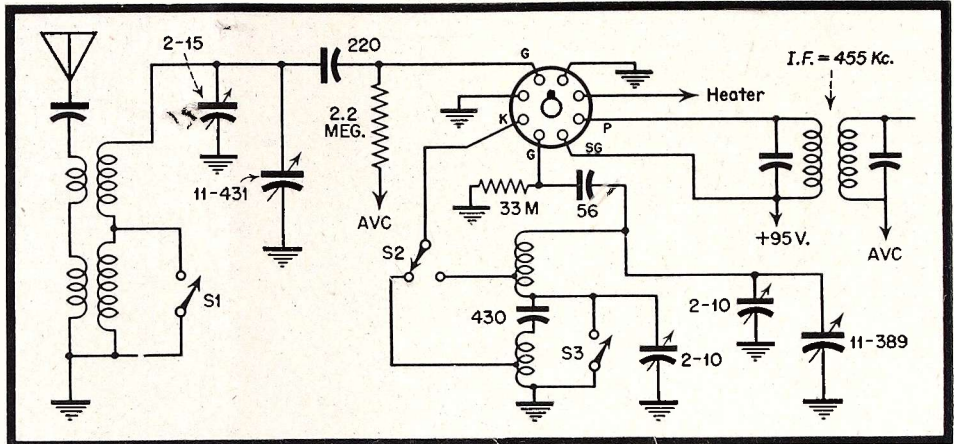 2-15
220
G
I.F. = 455 Kc.
Heater
2.2
MEG.
K
P
G
SG
11-431
33 M
56
AVC
+95 V.
AVC
S2
S1
430
2-10
S3
2-10
11-389